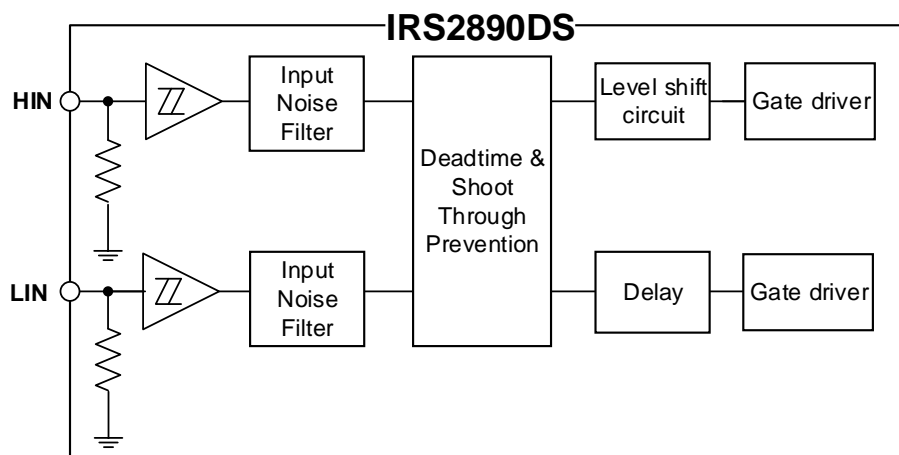 IRS2890DS
HIN
Input
Noise
Filter
Deadtime &
Shoot
Through
Prevention
Level shift
circuit
Gate driver
LIN
Input
Noise
Filter
Delay
Gate driver